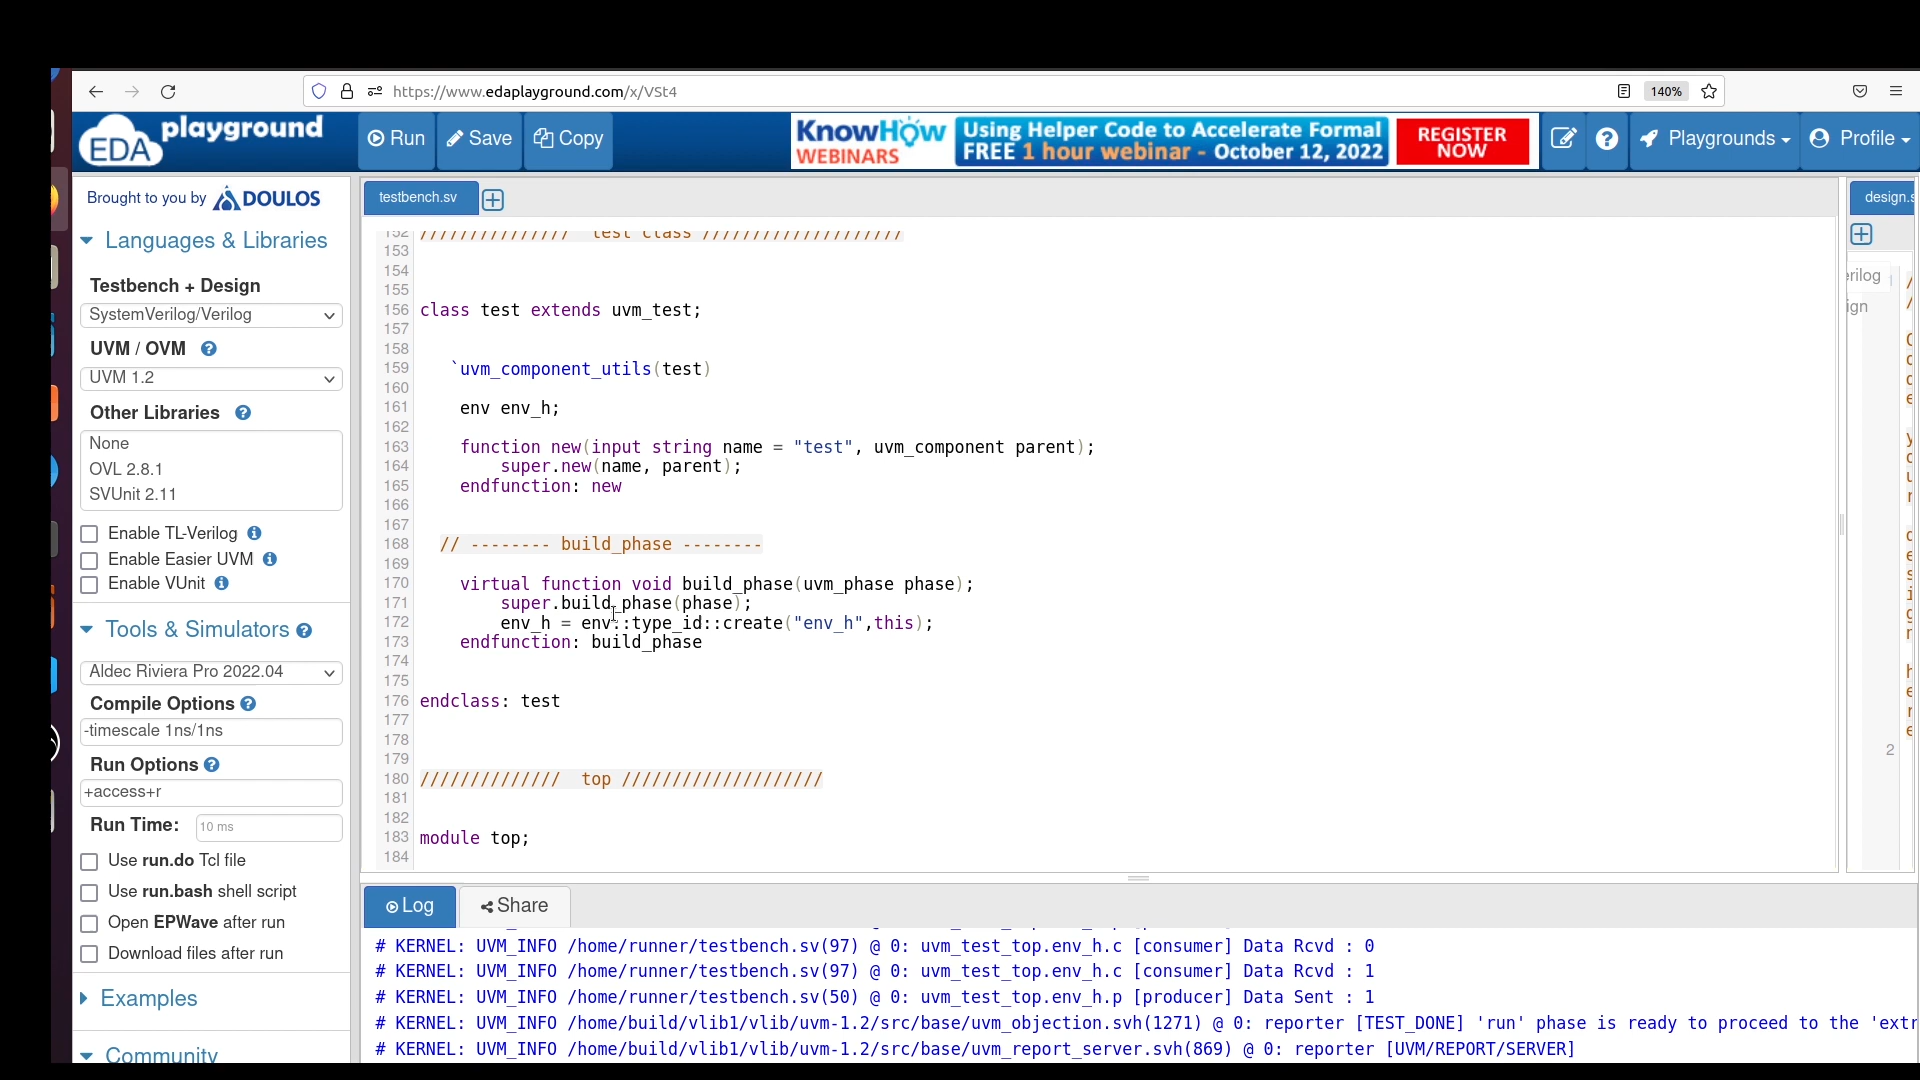 https://www.edaplayground.com/x/VSt4
140%
EDA playground
Run
Save
Copy
KnowHow WEBINARS
Using Helper Code to Accelerate Formal
FREE 1 hour webinar - October 12, 2022
REGISTER NOW
Playgrounds
Profile
Brought to you by DOULOS
Languages & Libraries
Testbench + Design
SystemVerilog/Verilog
UVM / OVM
UVM 1.2
Other Libraries
None
OVL 2.8.1
SVUnit 2.11
Enable TL-Verilog
Enable Easier UVM
Enable VUnit
Tools & Simulators
Aldec Riviera Pro 2022.04
Compile Options
-timescale 1ns/1ns
Run Options
+access+r
Run Time: 10 ms
Use run.do Tcl file
Use run.bash shell script
Open EPWave after run
Download files after run
Examples
Community
testbench.sv
152 /////////////// test class ////////////////////
153
154
155
156 class test extends uvm_test;
157
158
159 `uvm_component_utils(test)
160
161 env env_h;
162
163 function new(input string name = "test", uvm_component parent);
164 super.new(name, parent);
165 endfunction: new
166
167
168 // -------- build_phase --------
169
170 virtual function void build_phase(uvm_phase phase);
171 super.build_phase(phase);
172 env_h = env::type_id::create("env_h",this);
173 endfunction: build_phase
174
175
176 endclass: test
177
178
179
180 ////////////// top ////////////////////
181
182
183 module top;
184
design.s
erilog
ign
2
Log
Share
# KERNEL: UVM_INFO /home/runner/testbench.sv(97) @ 0: uvm_test_top.env_h.c [consumer] Data Rcvd : 0
# KERNEL: UVM_INFO /home/runner/testbench.sv(97) @ 0: uvm_test_top.env_h.c [consumer] Data Rcvd : 1
# KERNEL: UVM_INFO /home/runner/testbench.sv(50) @ 0: uvm_test_top.env_h.p [producer] Data Sent : 1
# KERNEL: UVM_INFO /home/build/vlib1/vlib/uvm-1.2/src/base/uvm_objection.svh(1271) @ 0: reporter [TEST_DONE] 'run' phase is ready to proceed to the 'extr
# KERNEL: UVM_INFO /home/build/vlib1/vlib/uvm-1.2/src/base/uvm_report_server.svh(869) @ 0: reporter [UVM/REPORT/SERVER]